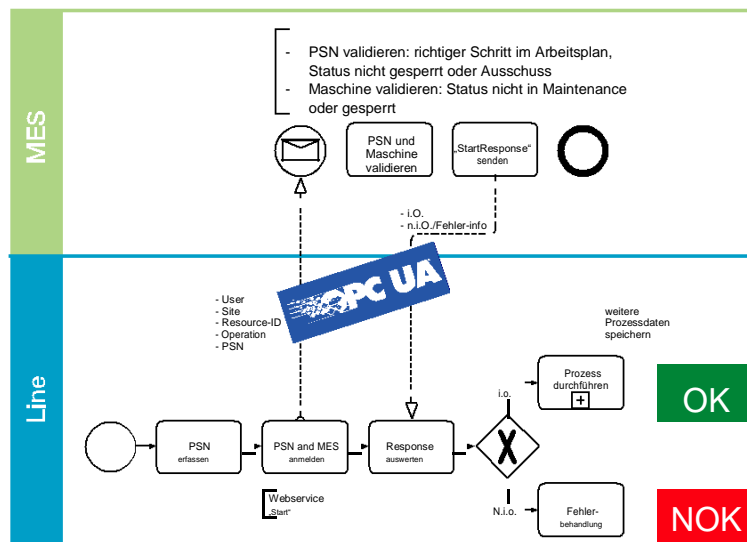 MES
- PSN validieren: richtiger Schritt im Arbeitsplan,
Status nicht gesperrt oder Ausschuss
- Maschine validieren: Status nicht in Maintenance
oder gesperrt
PSN und
Maschine
validieren
„StartResponse“
senden
- i.O.
- n.i.O./Fehler-info
OPC UA
Line
- User
- Site
- Resource-ID
- Operation
- PSN
weitere
Prozessdaten
speichern
PSN
erfassen
PSN and MES
anmelden
Response
auswerten
X
i.o.
Prozess
durchführen
+
OK
Webservice
„Start“
N.i.o.
Fehler-
behandlung
NOK